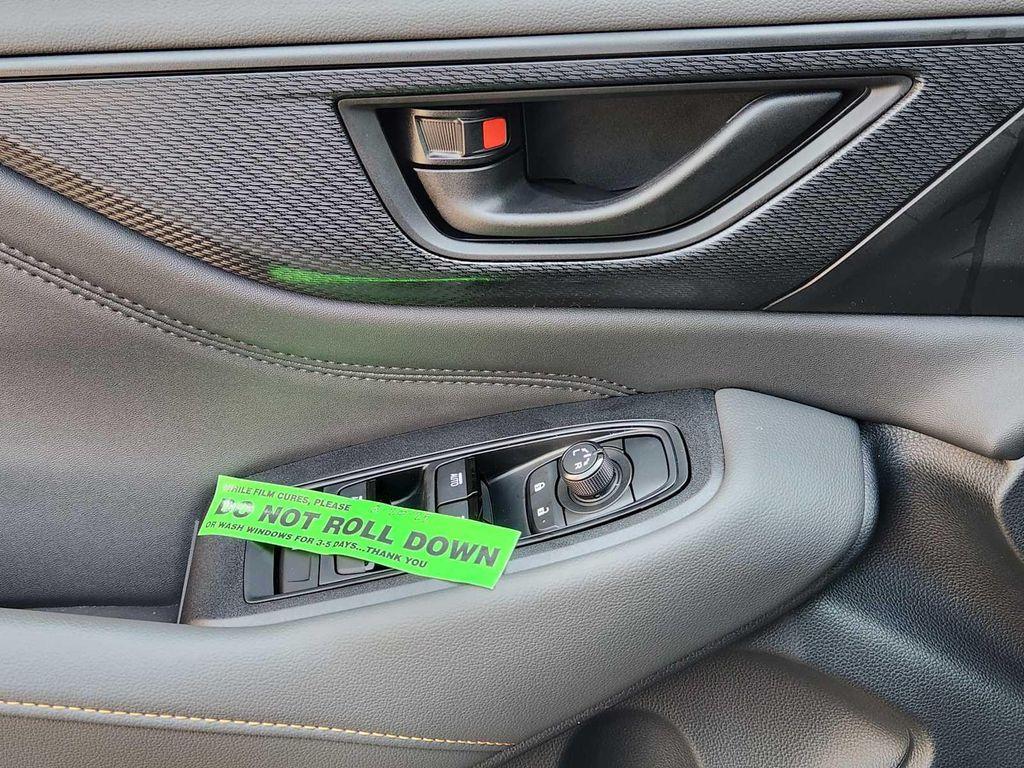 WHILE FILM CURES, PLEASE
DO NOT ROLL DOWN
OR WASH WINDOWS FOR 3-5 DAYS...THANK YOU
AUTO
L R